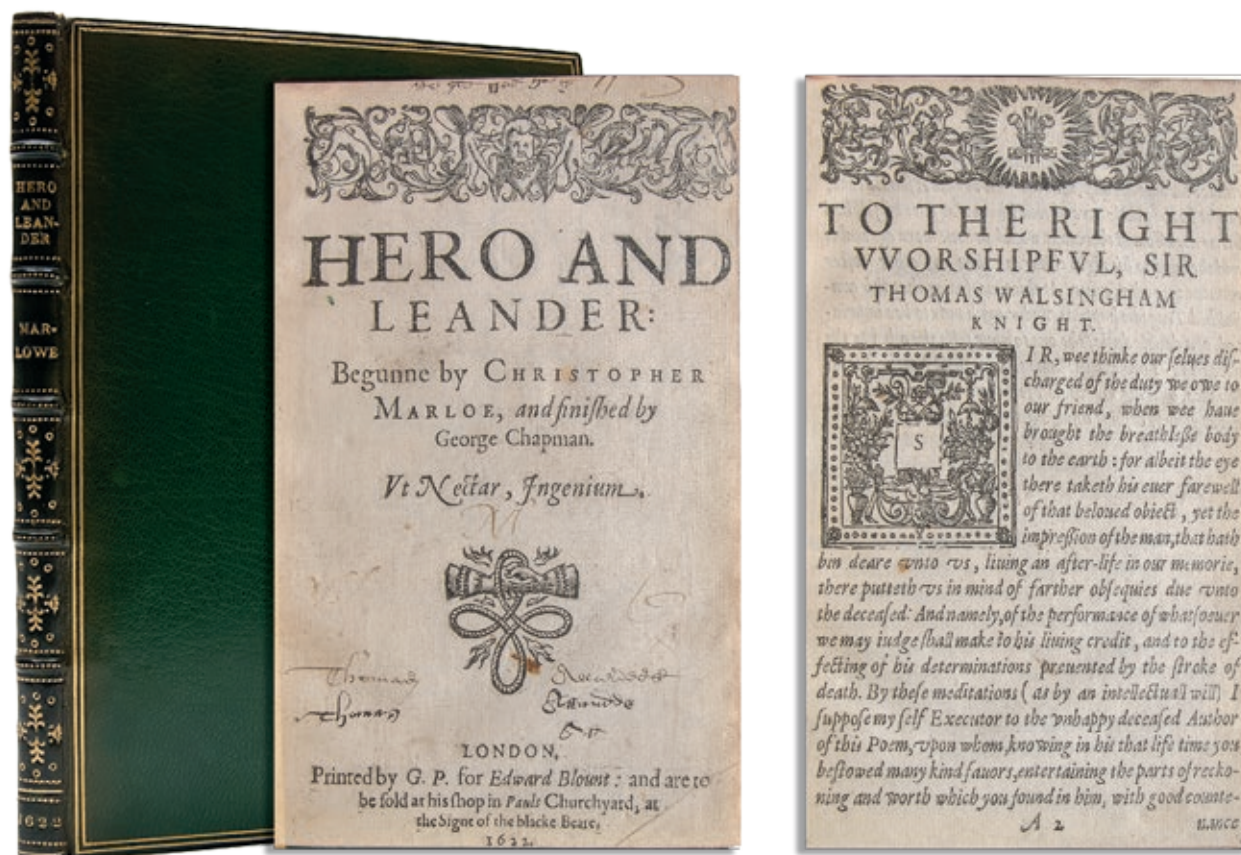 HERO
AND
LEAN-
DER
MAR-
LOWE
1622
HERO AND
LEANDER:
Begunne by CHRISTOPHER
MARLOE, and finiſhed by
George Chapman.
Vt Nectar, Ingenium.
Thomas
Thomas
LONDON,
Printed by G. P. for Edward Blount: and are to
be ſold at his ſhop in Pauls Churchyard, at
the Signe of the blacke Beare,
1622.
TO THE RIGHT
VVORSHIPFVL, SIR
THOMAS WALSINGHAM
KNIGHT.
S
I R, wee thinke our ſelues diſ-
charged of the duty we owe to
our friend, when wee haue
brought the breathleſſe body
to the earth: for albeit the eye
there taketh his euer farewell
of that beloued obiect, yet the
impreſſion of the man, that hath
bin deare vnto vs, liuing an after-life in our memorie,
there putteth vs in mind of farther obſequies due vnto
the deceaſed: And namely, of the performance of whatſoeuer
we may iudge ſhall make to his liuing credit, and to the ef-
fecting of his determinations preuented by the ſtroke of
death. By theſe meditations (as by an intellectuall will) I
ſuppoſe my ſelf Executor to the vnhappy deceaſed Author
of this Poem, vpon whom, knowing in his that life time you
beſtowed many kind fauors, entertaining the parts of recko-
ning and worth which you found in him, with good counte-
A 2
nance